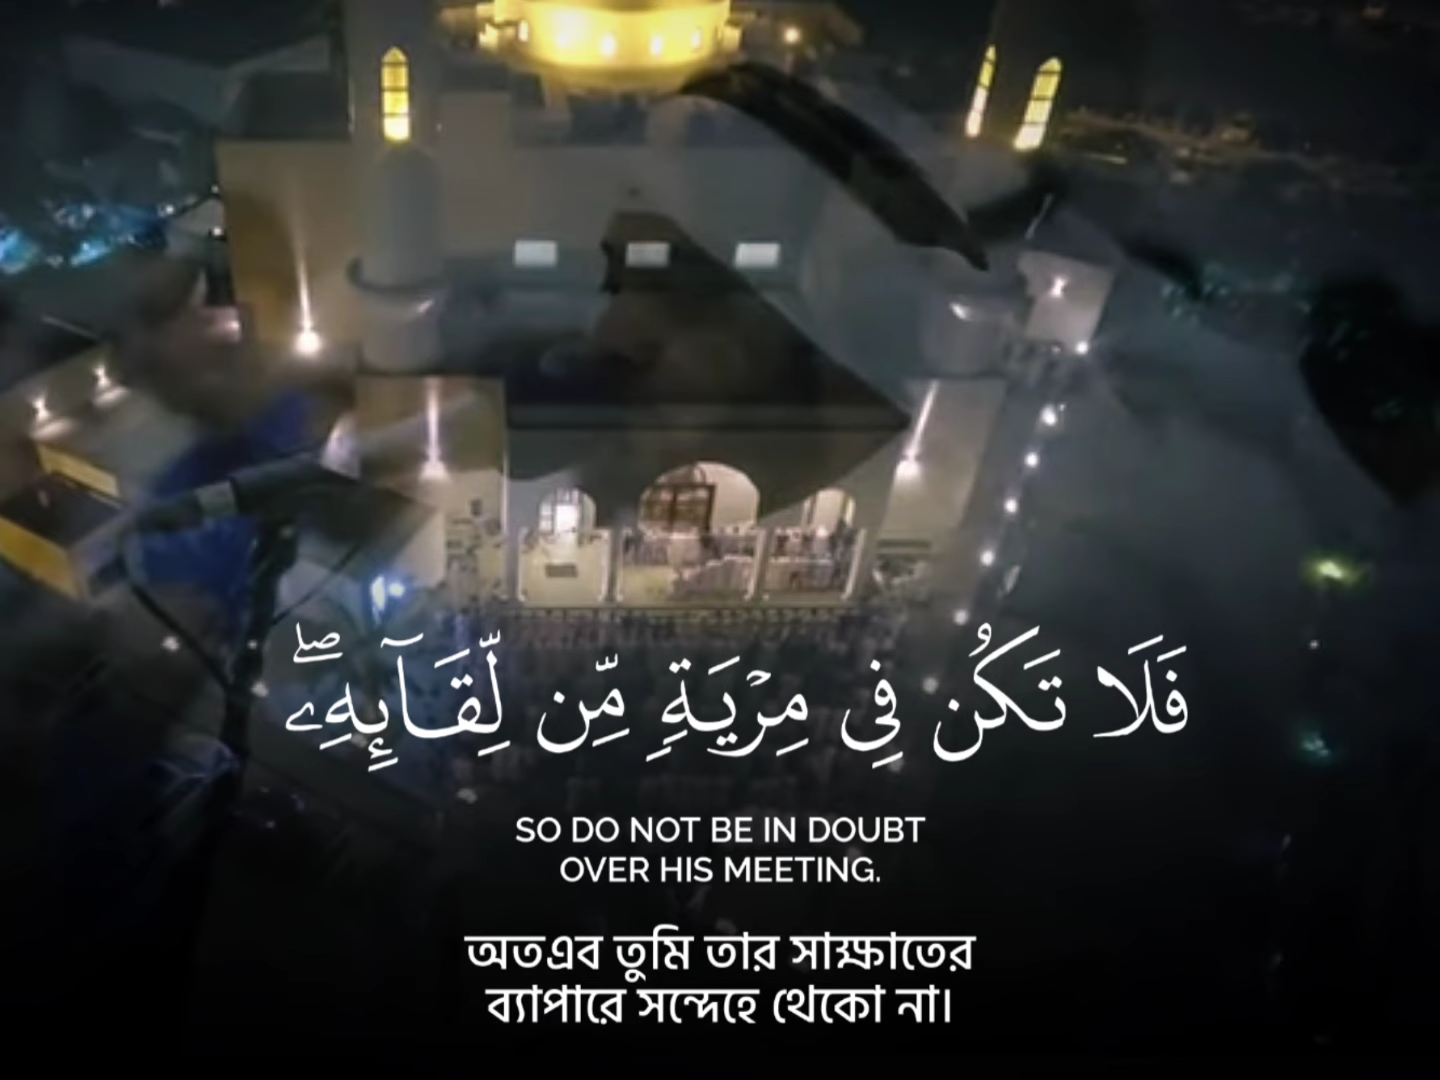 فَلَا تَكُن فِى مِرْيَةٍ مِّن لِّقَآئِهِۦ ۖ
SO DO NOT BE IN DOUBT
OVER HIS MEETING.
অতএব তুমি তার সাক্ষাতের
ব্যাপারে সন্দেহে থেকো না।